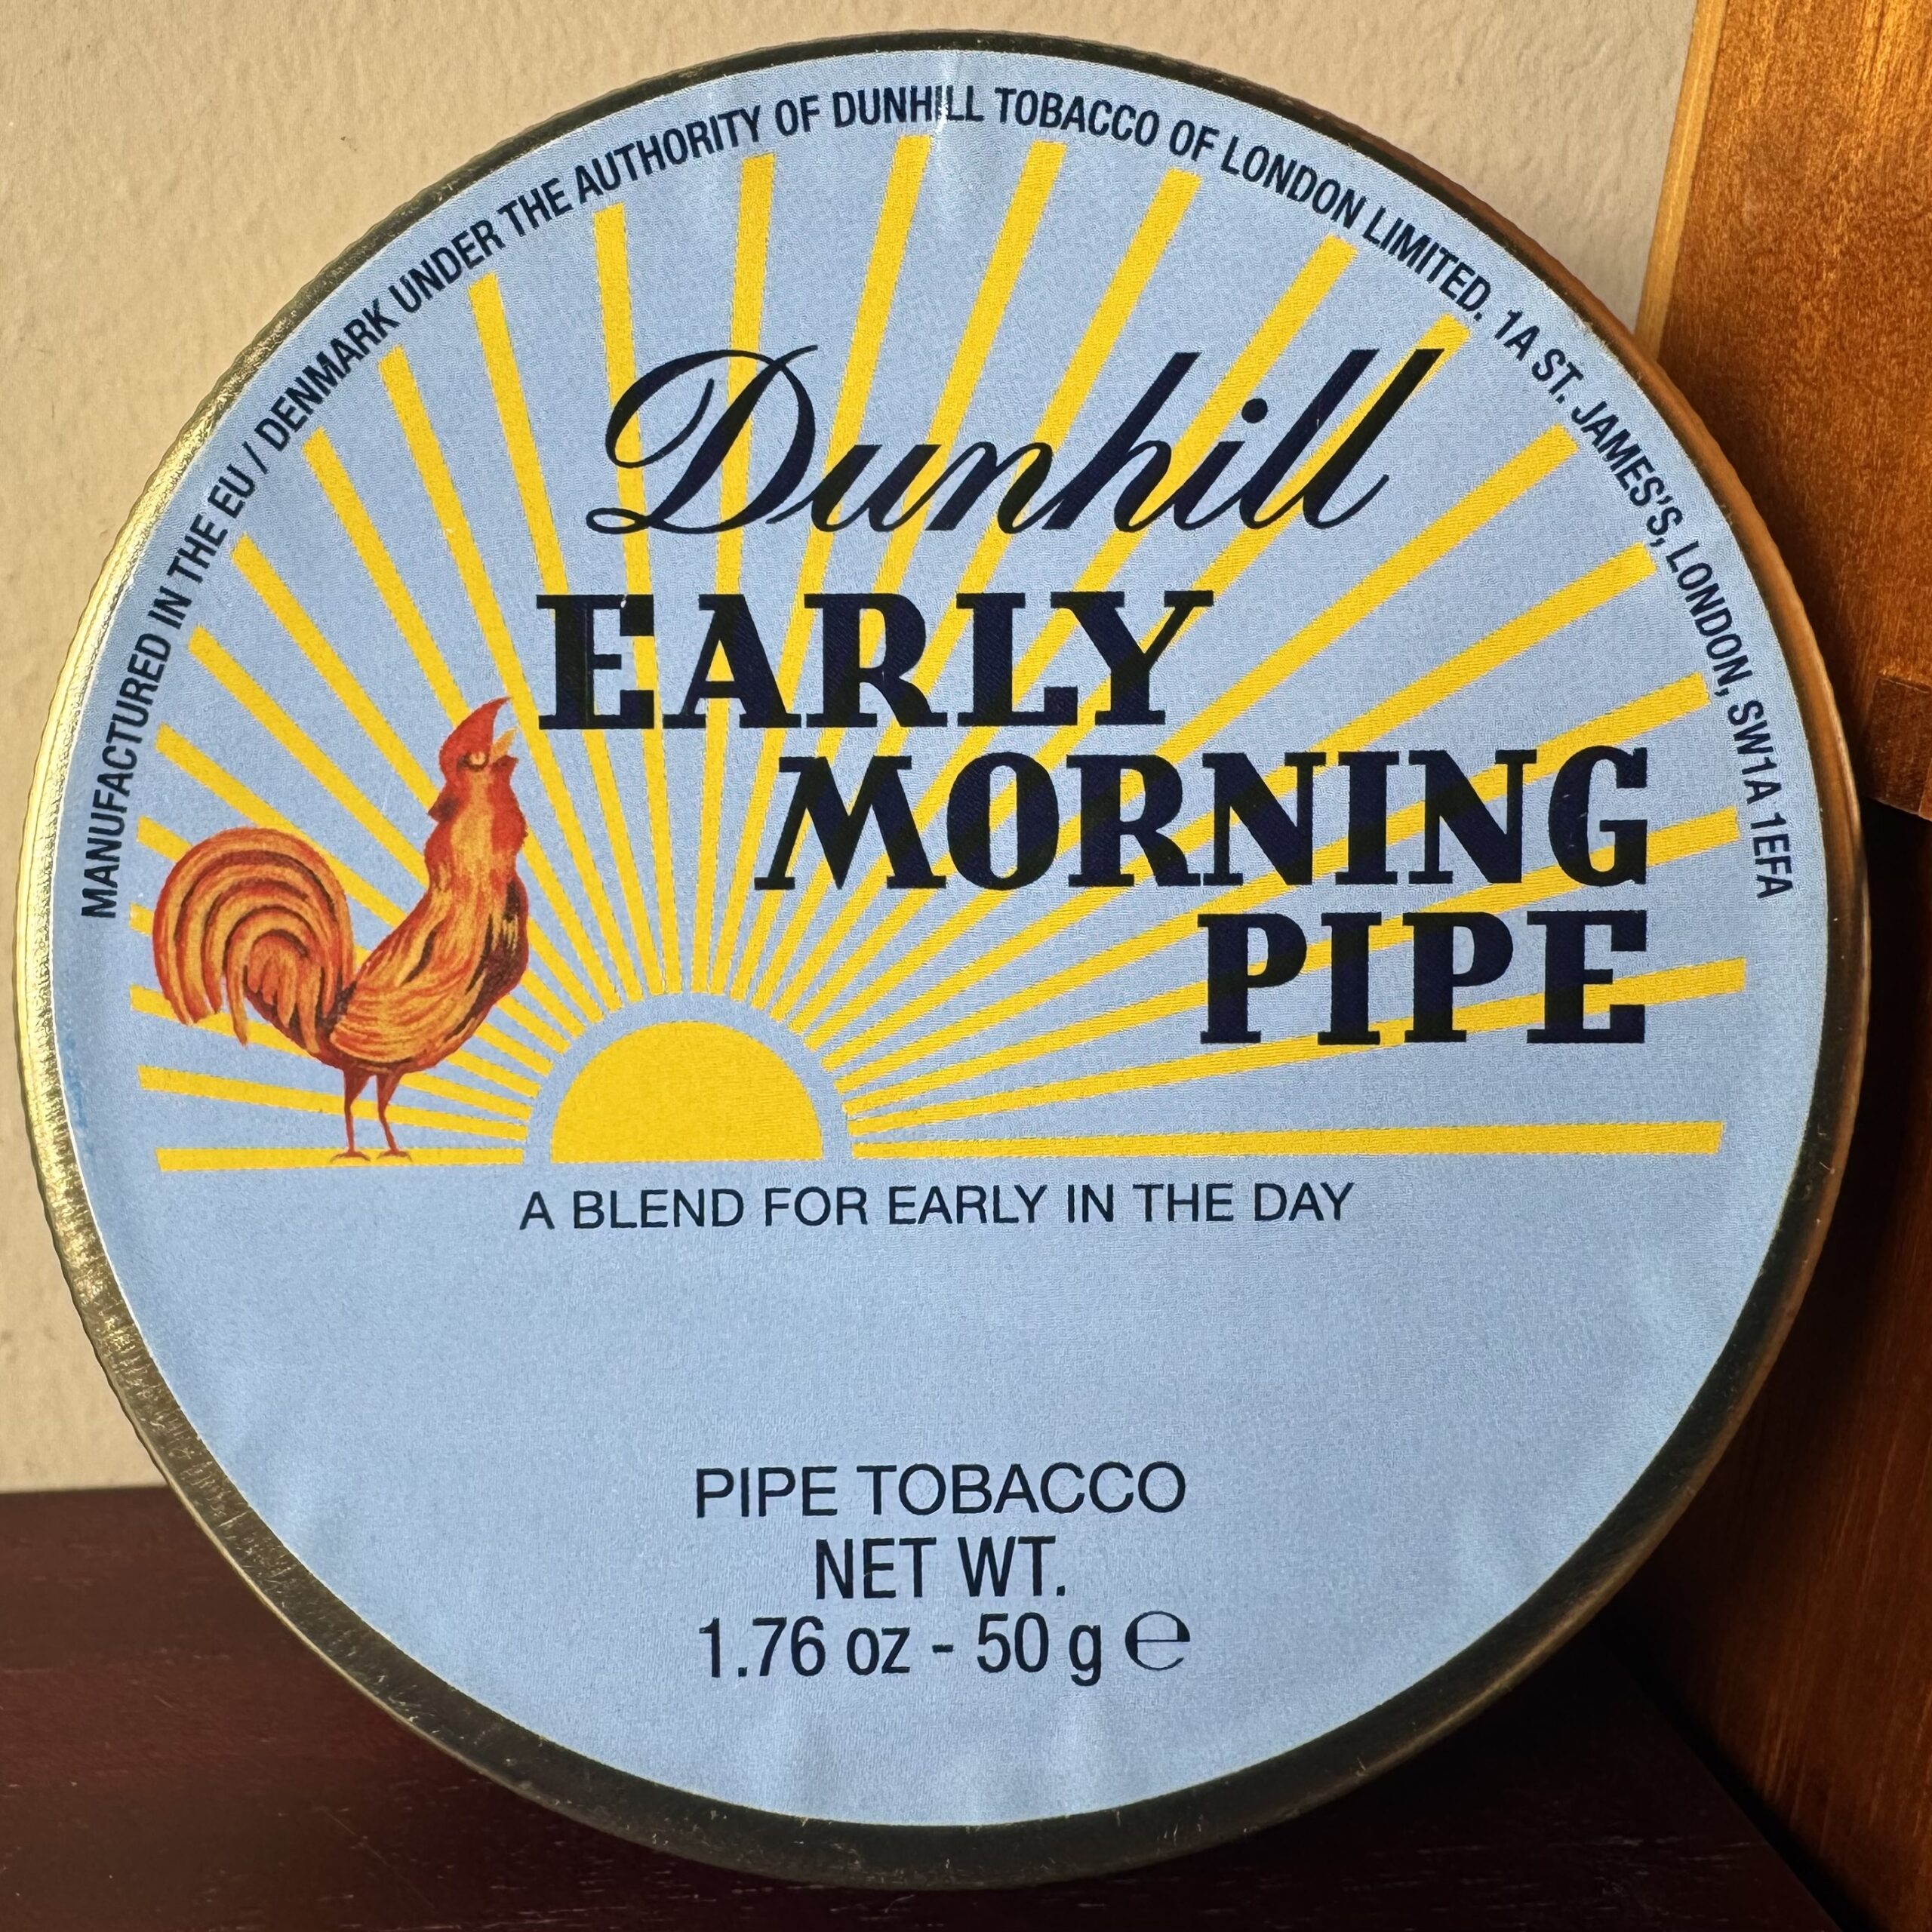 MANUFACTURED IN THE EU / DENMARK UNDER THE AUTHORITY OF DUNHILL TOBACCO OF LONDON LIMITED. 1A ST. JAMES'S, LONDON, SW1A 1EFA
Dunhill
EARLY
MORNING
PIPE
A BLEND FOR EARLY IN THE DAY
PIPE TOBACCO
NET WT.
1.76 oz - 50 g ℮